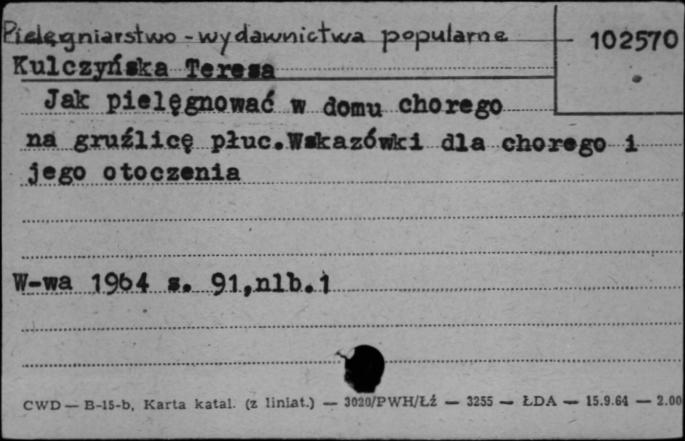 Pielęgniarstwo - wydawnictwa popularne
102570
Kulczyńska Teresa
Jak pielęgnować w domu chorego
na gruźlicę płuc.Wskazówki dla chorego i
jego otoczenia
W-wa 1964 s. 91,nlb.1
CWD — B-15-b, Karta katal. (z liniat.) — 3020/PWH/Łź — 3255 — ŁDA — 15.9.64 — 2.00